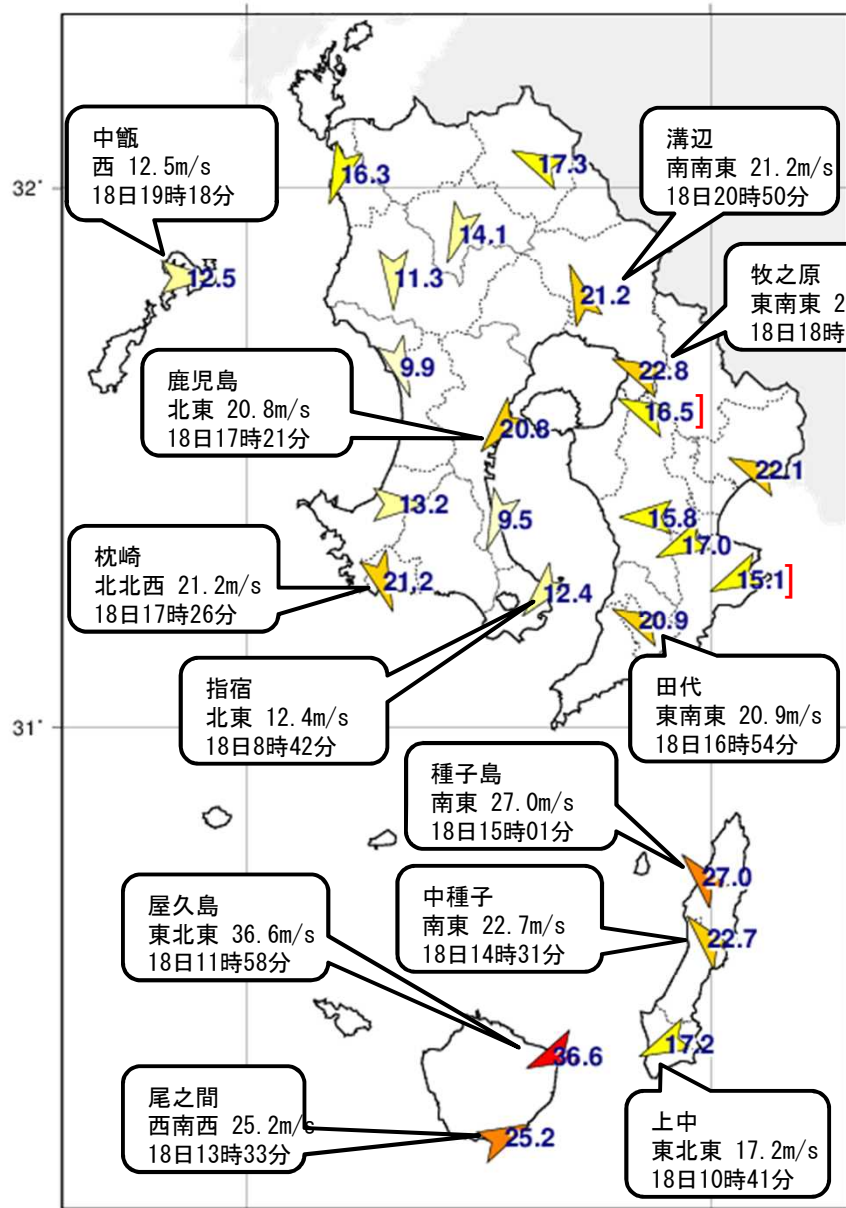 中甑
西 12.5m/s
18日19時18分
溝辺
南南東 21.2m/s
18日20時50分
32°
16.3
17.3
14.1
牧之原
東南東 2
18日18時
12.5
11.3
21.2
9.9
22.8
鹿児島
北東 20.8m/s
18日17時21分
16.5]
20.8
22.1
13.2
9.5
15.8
17.0
枕崎
北北西 21.2m/s
18日17時26分
21.2
12.4
15.1]
20.9
指宿
北東 12.4m/s
18日8時42分
田代
東南東 20.9m/s
18日16時54分
31°
種子島
南東 27.0m/s
18日15時01分
27.0
中種子
南東 22.7m/s
18日14時31分
22.7
屋久島
東北東 36.6m/s
18日11時58分
36.6
17.2
尾之間
西南西 25.2m/s
18日13時33分
25.2
上中
東北東 17.2m/s
18日10時41分